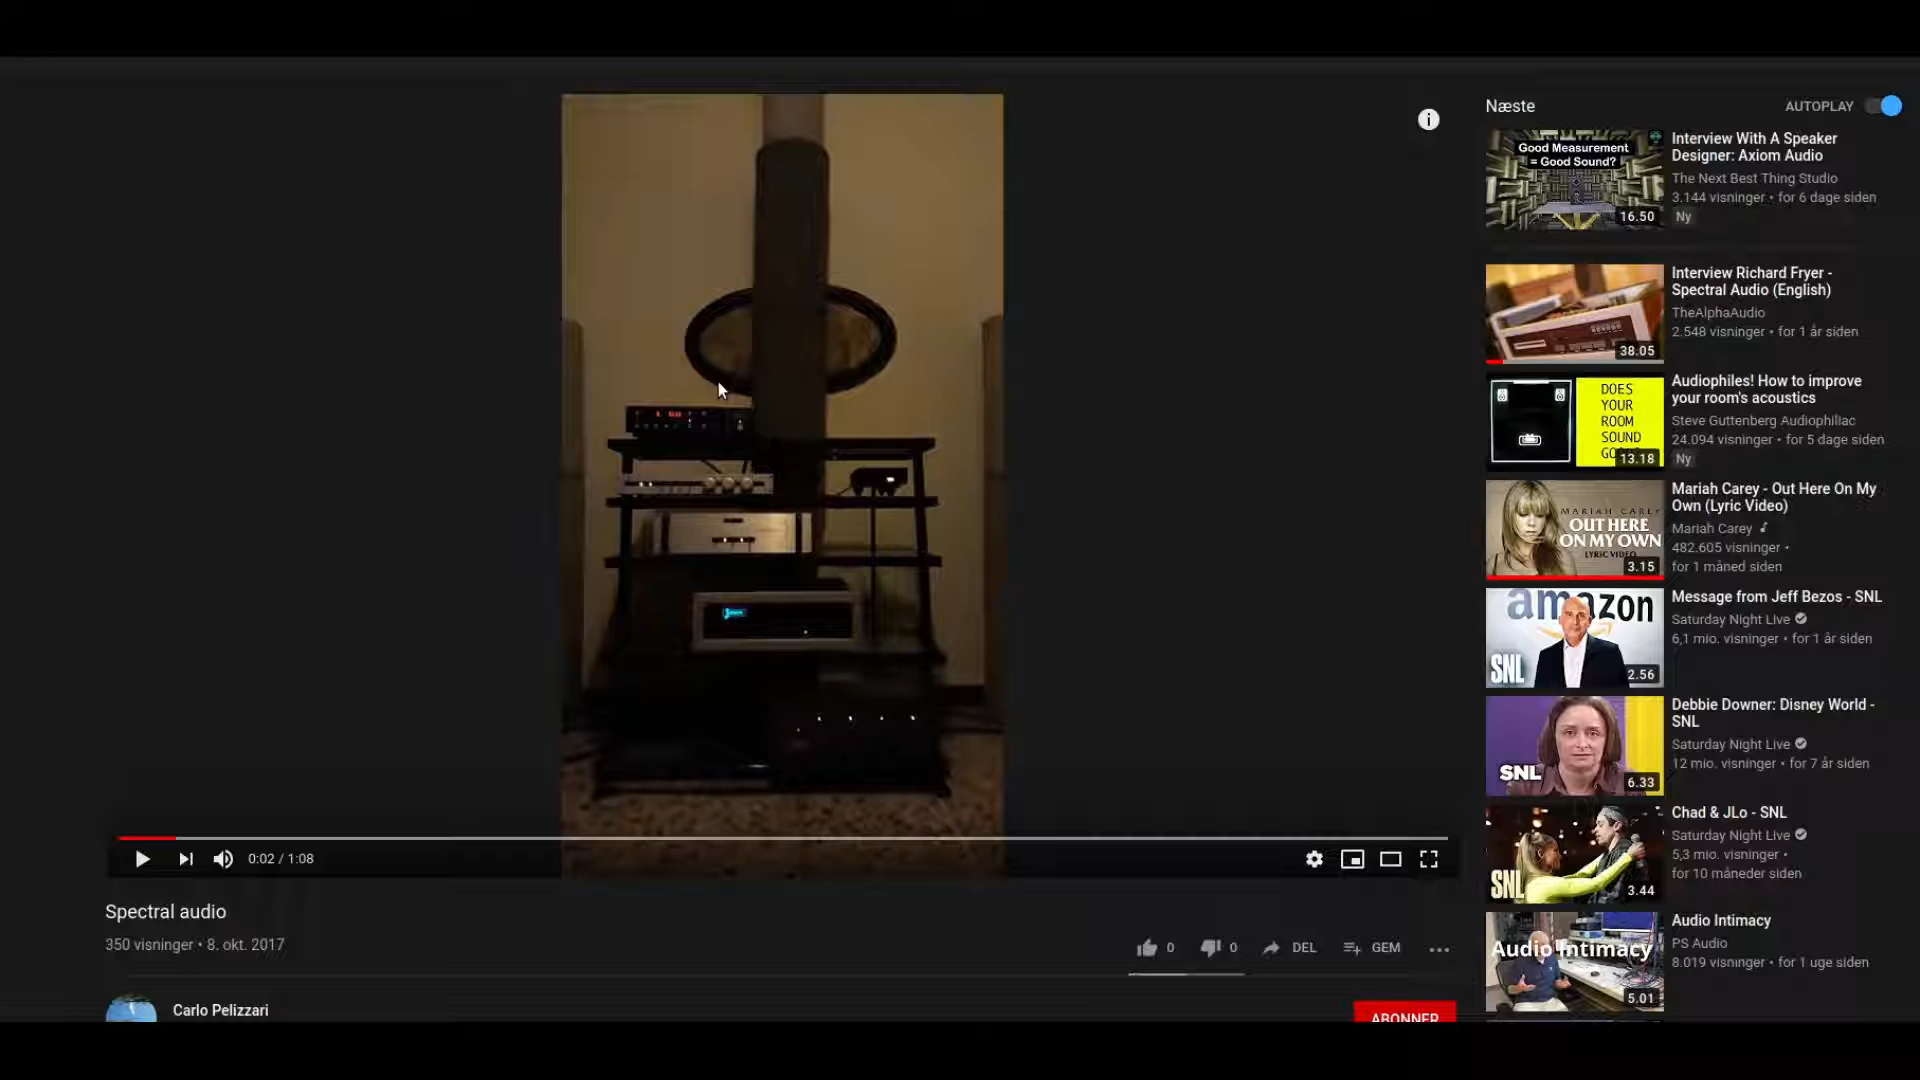 Næste
AUTOPLAY
Good Measurement
= Good Sound?
16.50
Interview With A Speaker
Designer: Axiom Audio
The Next Best Thing Studio
3.144 visninger • for 6 dage siden
Ny
38.05
Interview Richard Fryer -
Spectral Audio (English)
TheAlphaAudio
2.548 visninger • for 1 år siden
DOES
YOUR
ROOM
SOUND
13.18
Audiophiles! How to improve
your room's acoustics
Steve Guttenberg Audiophiliac
24.094 visninger • for 5 dage siden
Ny
MARIAH CAREY
OUT HERE
ON MY OWN
LYRIC VIDEO
3.15
Mariah Carey - Out Here On My
Own (Lyric Video)
Mariah Carey
482.605 visninger •
for 1 måned siden
amazon
SNL
2.56
Message from Jeff Bezos - SNL
Saturday Night Live
6,1 mio. visninger • for 1 år siden
SNL
6.33
Debbie Downer: Disney World -
SNL
Saturday Night Live
12 mio. visninger • for 7 år siden
SNL
3.44
Chad & JLo - SNL
Saturday Night Live
5,3 mio. visninger •
for 10 måneder siden
Audio Intimacy
5.01
Audio Intimacy
PS Audio
8.019 visninger • for 1 uge siden
0:02 / 1:08
Spectral audio
350 visninger • 8. okt. 2017
0
0
DEL
GEM
Carlo Pelizzari
ABONNER